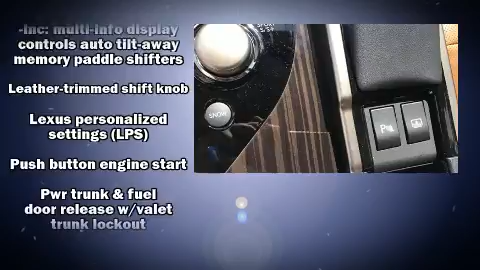 -Inc: multi-info display
controls auto tilt-away
memory paddle shifters
Leather-trimmed shift knob
Lexus personalized
settings (LPS)
Push button engine start
Pwr trunk & fuel
door release w/valet
trunk lockout
SNOW
P